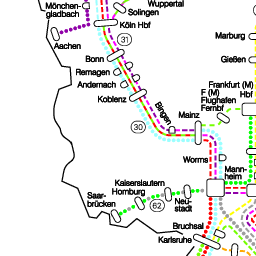 Mönchen-
gladbach
Wuppertal
Solingen
Köln Hbf
Aachen
31
Marburg
Bonn
Gießen
Remagen
Andernach
Koblenz
Frankfurt (M)
Hbf
F (M)
Flughafen
Fernbf
Bingen
Mainz
30
Worms
Mann-
heim
Kaiserslautern
Homburg
Saar-
brücken
62
Neu-
stadt
Bruchsal
Karlsruhe